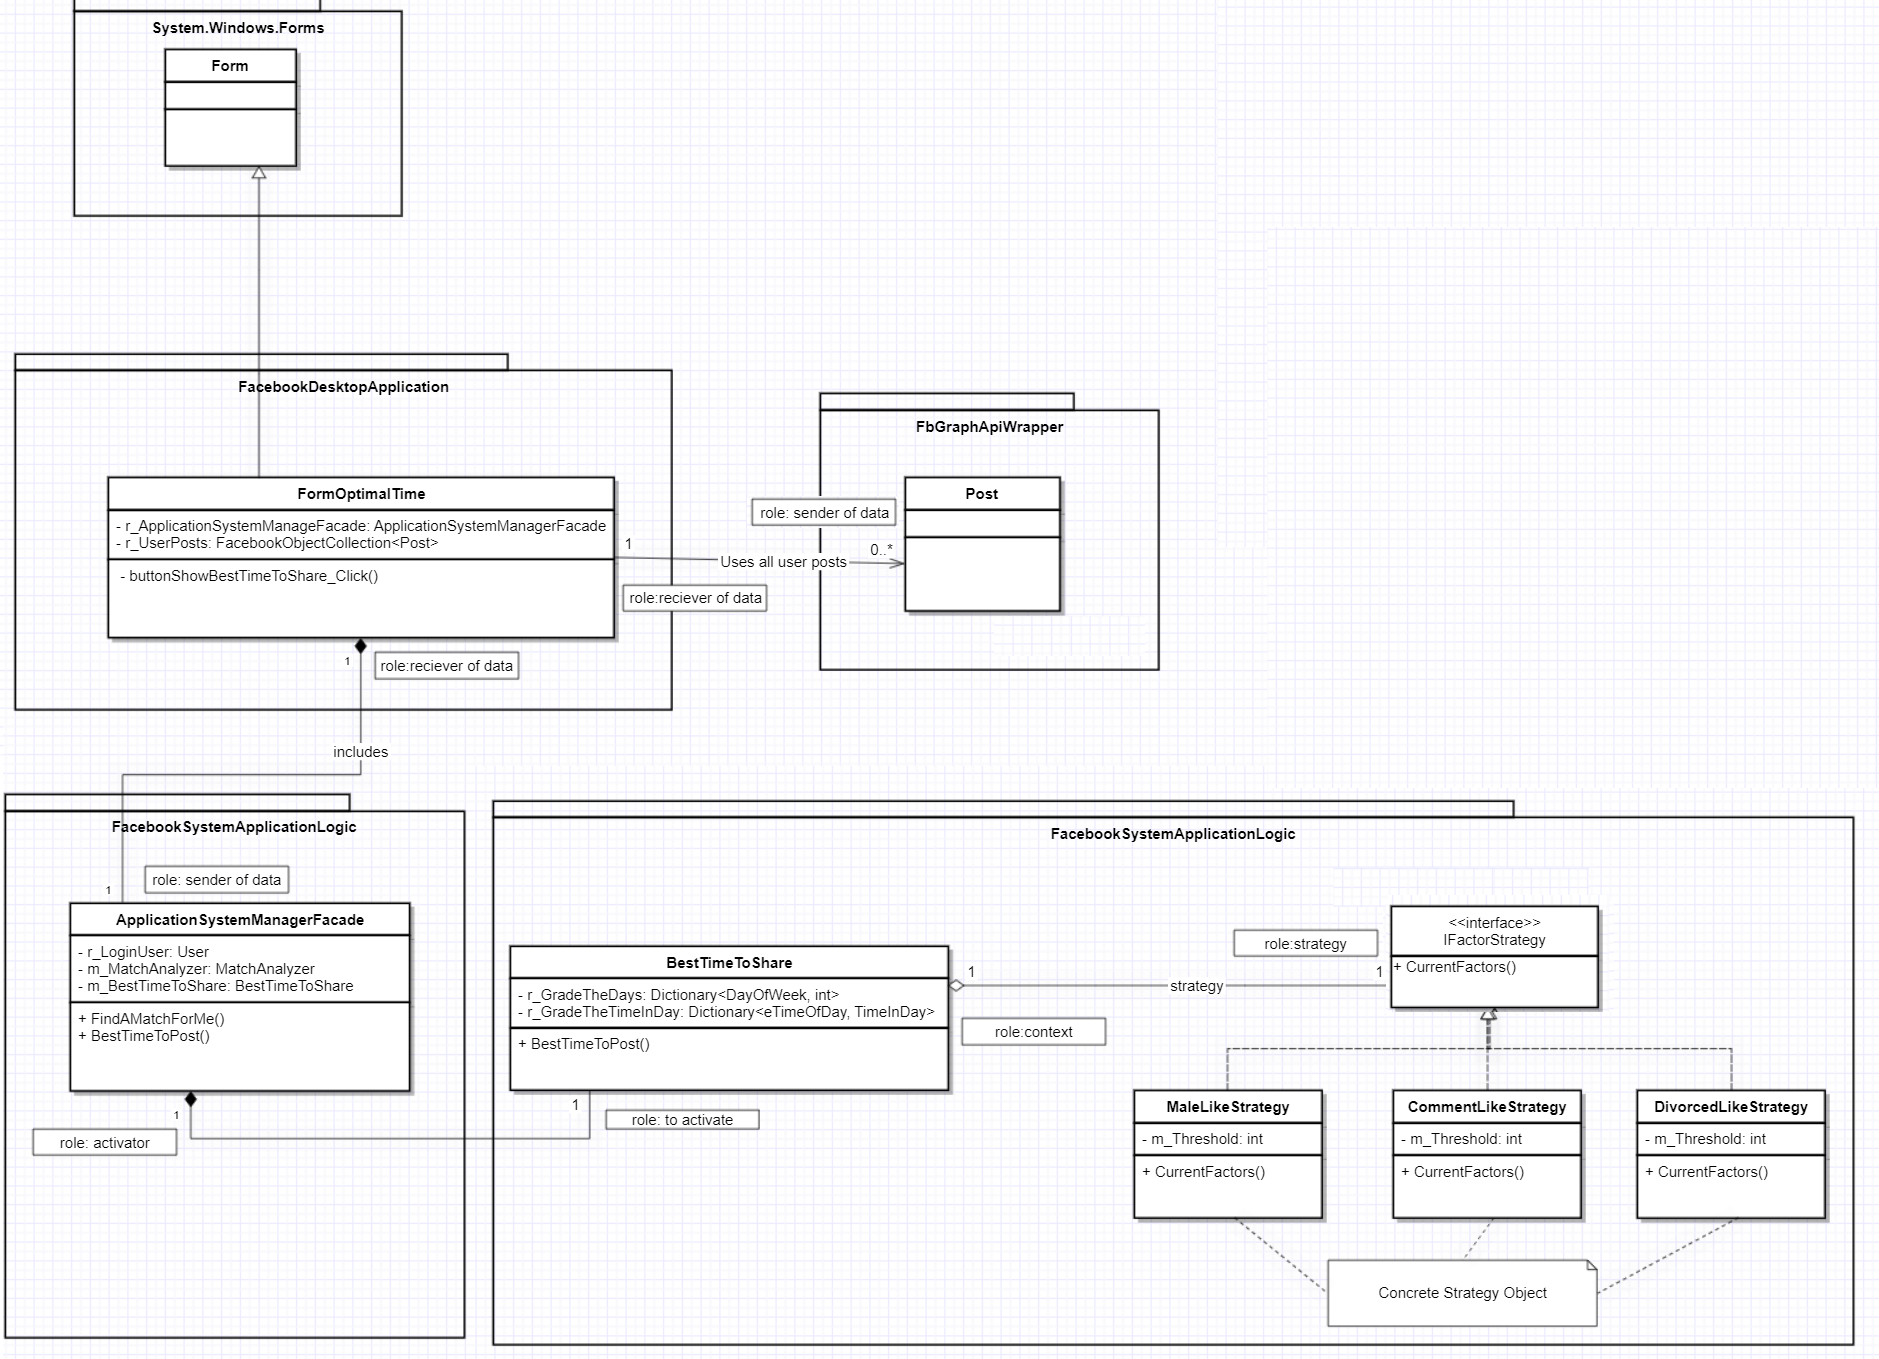 System.Windows.Forms
Form
FacebookDesktopApplication
FormOptimalTime
- r_ApplicationSystemManageFacade: ApplicationSystemManagerFacade
- r_UserPosts: FacebookObjectCollection<Post>
- buttonShowBestTimeToShare_Click()
1
role:reciever of data
Uses all user posts
0..*
role: sender of data
FbGraphApiWrapper
Post
1
role:reciever of data
includes
FacebookSystemApplicationLogic
role: sender of data
1
ApplicationSystemManagerFacade
- r_LoginUser: User
- m_MatchAnalyzer: MatchAnalyzer
- m_BestTimeToShare: BestTimeToShare
+ FindAMatchForMe()
+ BestTimeToPost()
1
role: activator
FacebookSystemApplicationLogic
BestTimeToShare
- r_GradeTheDays: Dictionary<DayOfWeek, int>
- r_GradeTheTimeInDay: Dictionary<eTimeOfDay, TimeInDay>
+ BestTimeToPost()
1
role: to activate
1
role:context
strategy
role:strategy
1
<<interface>>
IFactorStrategy
+ CurrentFactors()
MaleLikeStrategy
- m_Threshold: int
+ CurrentFactors()
CommentLikeStrategy
- m_Threshold: int
+ CurrentFactors()
DivorcedLikeStrategy
- m_Threshold: int
+ CurrentFactors()
Concrete Strategy Object